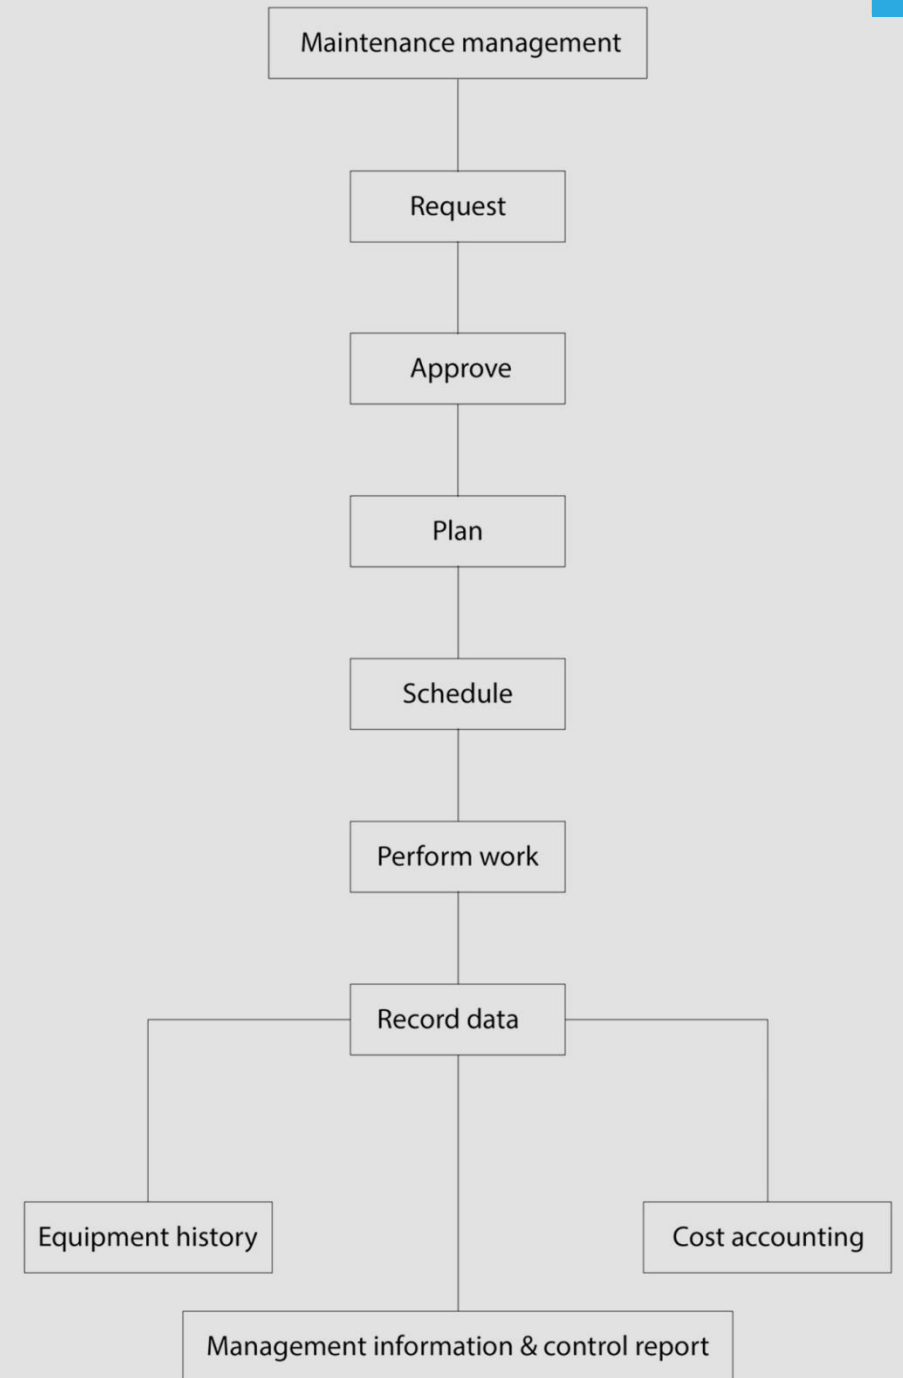 Maintenance management
Request
Approve
Plan
Schedule
Perform work
Record data
Equipment history
Cost accounting
Management information & control report